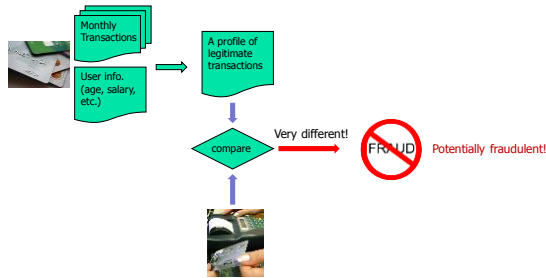 Monthly
Transactions
User info.
(age, salary,
etc.)
A profile of
legitimate
transactions
compare
Very different!
FRAUD
Potentially fraudulent!